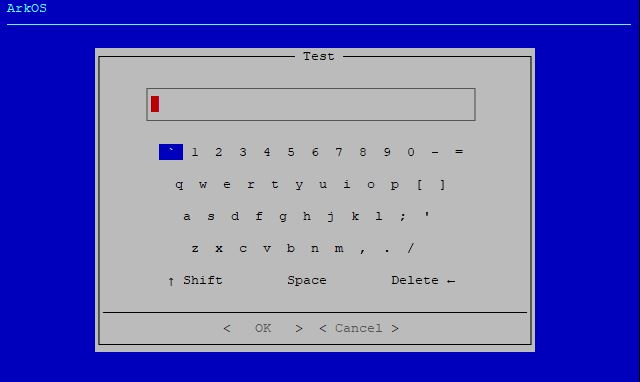 ArkOS
Test
` 1 2 3 4 5 6 7 8 9 0 - =
q w e r t y u i o p [ ]
a s d f g h j k l ; '
z x c v b n m , . /
↑ Shift Space Delete ←
< OK > < Cancel >